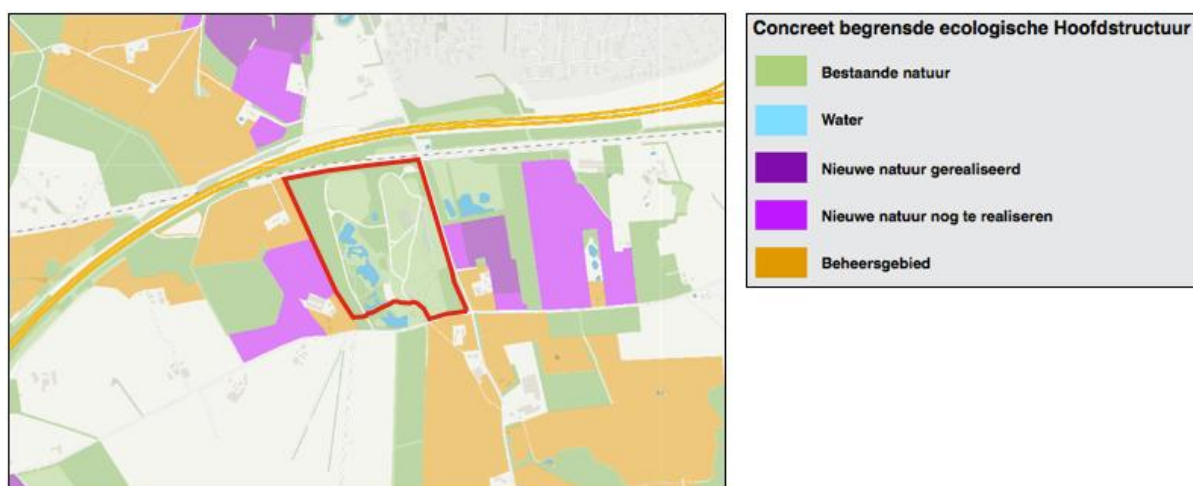 Concreet begrensde ecologische Hoofdstructuur
Bestaande natuur
Water
Nieuwe natuur gerealiseerd
Nieuwe natuur nog te realiseren
Beheersgebied